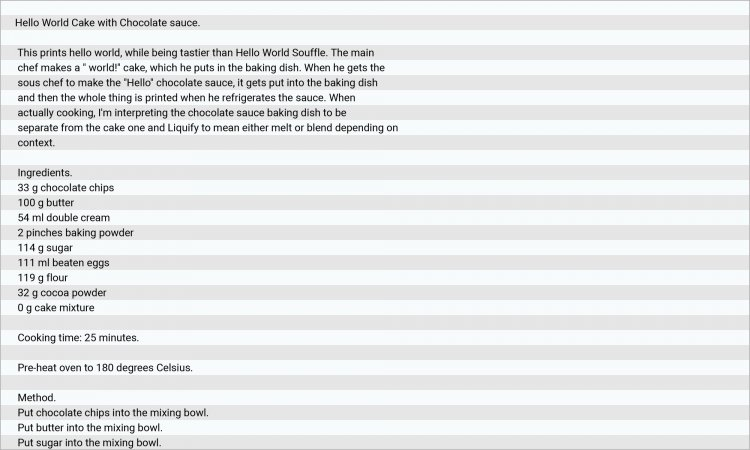 Hello World Cake with Chocolate sauce.
This prints hello world, while being tastier than Hello World Souffle. The main
chef makes a " world!" cake, which he puts in the baking dish. When he gets the
sous chef to make the "Hello" chocolate sauce, it gets put into the baking dish
and then the whole thing is printed when he refrigerates the sauce. When
actually cooking, I'm interpreting the chocolate sauce baking dish to be
separate from the cake one and Liquify to mean either melt or blend depending on
context.
Ingredients.
33 g chocolate chips
100 g butter
54 ml double cream
2 pinches baking powder
114 g sugar
111 ml beaten eggs
119 g flour
32 g cocoa powder
0 g cake mixture
Cooking time: 25 minutes.
Pre-heat oven to 180 degrees Celsius.
Method.
Put chocolate chips into the mixing bowl.
Put butter into the mixing bowl.
Put sugar into the mixing bowl.